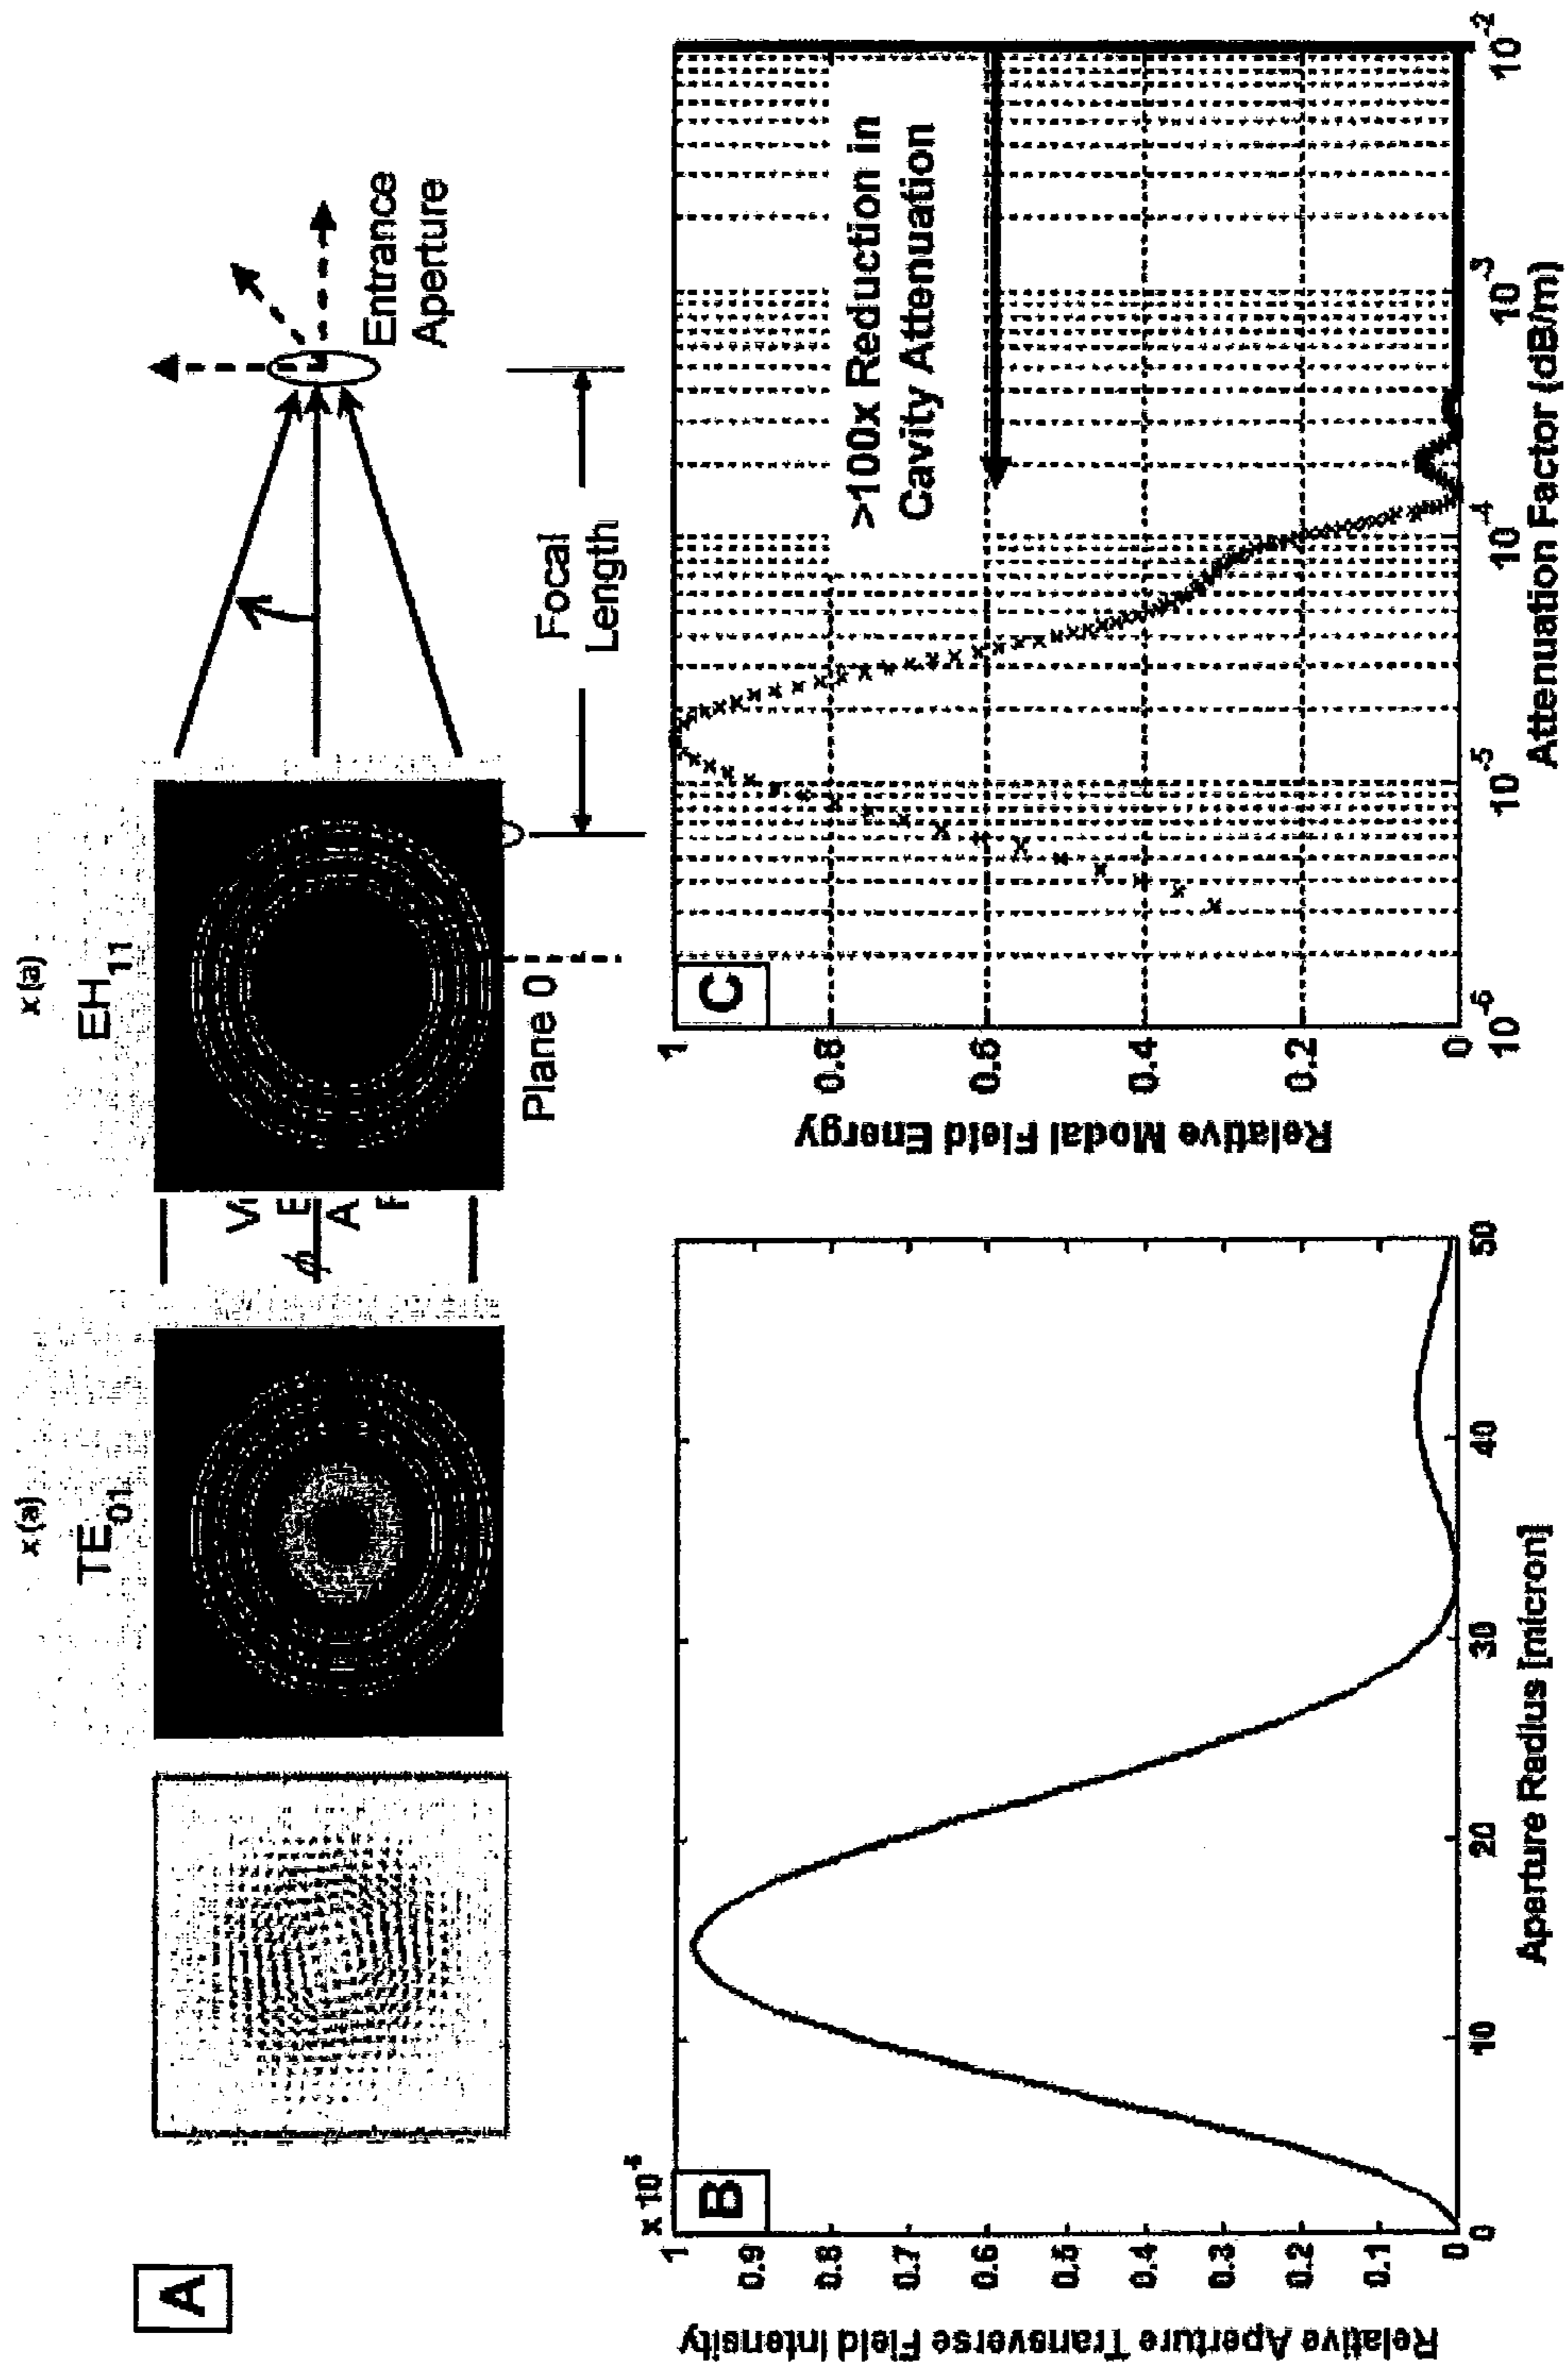 A
x (a)
TE01
x (a)
EH11
ϕ
V
E
A
Plane 0
Focal
Length
Entrance
Aperture
B
Relative Aperture Transverse Field Intensity
1
0.9
0.8
0.7
0.6
0.5
0.4
0.3
0.2
0.1
0
0
10
20
30
40
50
Aperture Radius [micron]
C
Relative Modal Field Energy
1
0.8
0.6
0.4
0.2
0
>100x Reduction in
Cavity Attenuation
10^-6
10^-5
10^-4
10^-3
10^-2
Attenuation Factor (dB/m)